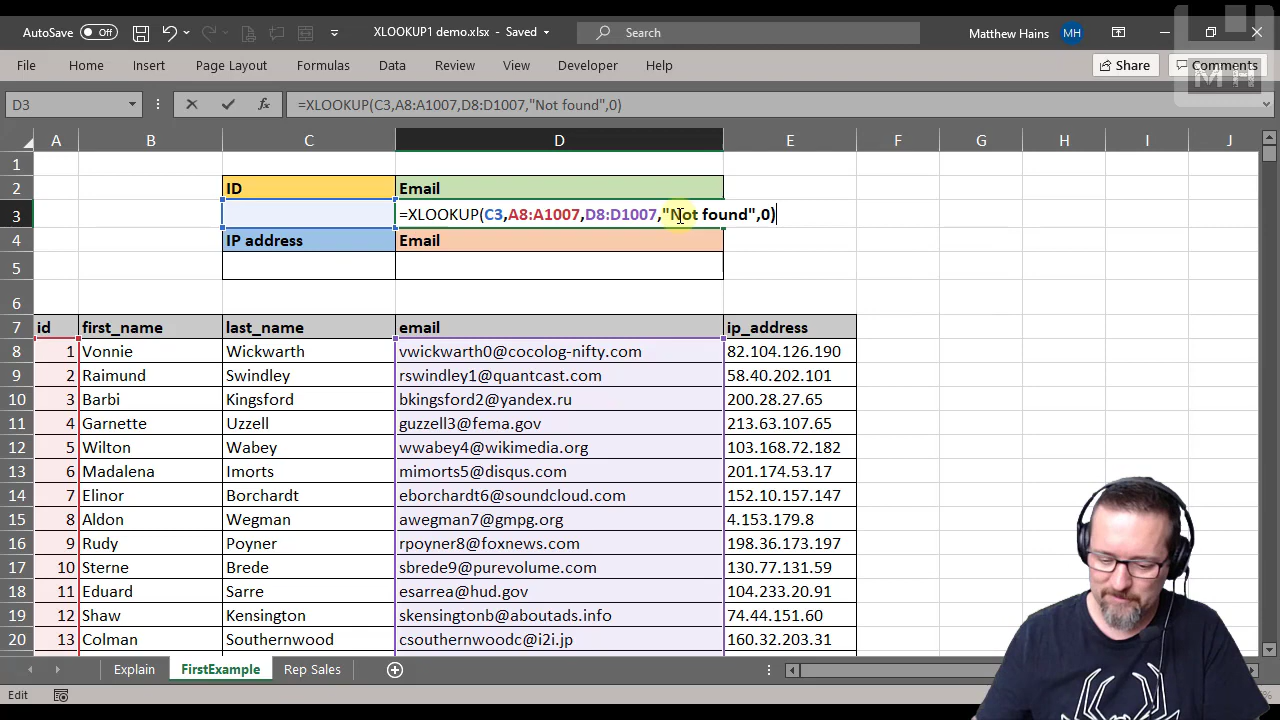 AutoSave Off XLOOKUP1 demo.xlsx - Saved Search Matthew Hains MH
File Home Insert Page Layout Formulas Data Review View Developer Help Share Comments
MH
D3 fx =XLOOKUP(C3,A8:A1007,D8:D1007,"Not found",0)
A B C D E F G H I J
1
2 ID Email
3 =XLOOKUP(C3,A8:A1007,D8:D1007,"Not found",0)
4 IP address Email
5
6
7 id first_name last_name email ip_address
8 1 Vonnie Wickwarth vwickwarth0@cocolog-nifty.com 82.104.126.190
9 2 Raimund Swindley rswindley1@quantcast.com 58.40.202.101
10 3 Barbi Kingsford bkingsford2@yandex.ru 200.28.27.65
11 4 Garnette Uzzell guzzell3@fema.gov 213.63.107.65
12 5 Wilton Wabey wwabey4@wikimedia.org 103.168.72.182
13 6 Madalena Imorts mimorts5@disqus.com 201.174.53.17
14 7 Elinor Borchardt eborchardt6@soundcloud.com 152.10.157.147
15 8 Aldon Wegman awegman7@gmpg.org 4.153.179.8
16 9 Rudy Poyner rpoyner8@foxnews.com 198.36.173.197
17 10 Sterne Brede sbrede9@purevolume.com 130.77.131.59
18 11 Eduard Sarre esarrea@hud.gov 104.233.20.91
19 12 Shaw Kensington skensingtonb@aboutads.info 74.44.151.60
20 13 Colman Southernwood csouthernwoodc@i2i.jp 160.32.203.31
Explain FirstExample Rep Sales
Edit